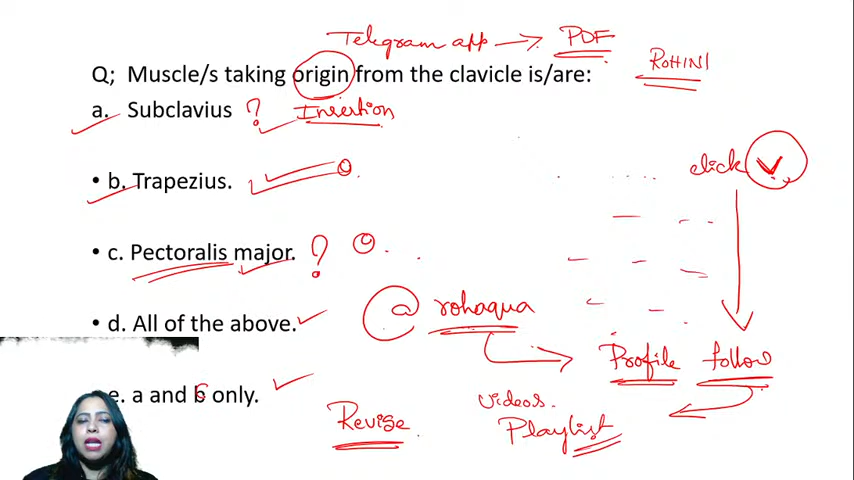 Telegram app → PDF
Q; Muscle/s taking origin from the clavicle is/are:
ROHINI
a. Subclavius ? Insertion
click
• b. Trapezius. O.
• c. Pectoralis major. ? O.
@ rohaqua
• d. All of the above.
Profile follow
e. a and c only.
Videos.
Revise
Playlist